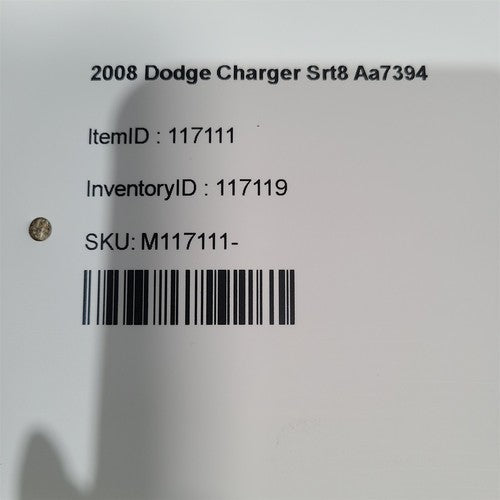 2008 Dodge Charger Srt8 Aa7394
ItemID : 117111
InventoryID : 117119
SKU: M117111-